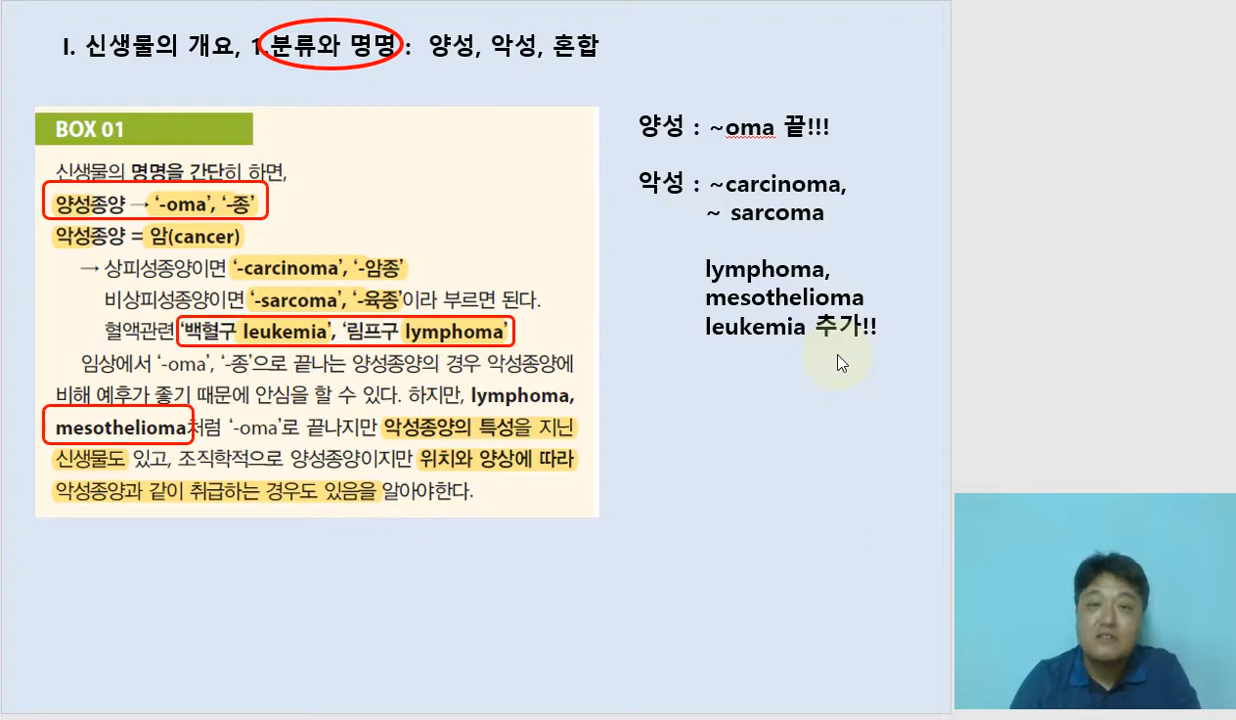 I. 신생물의 개요, 1.분류와 명명 : 양성, 악성, 혼합
BOX 01
신생물의 명명을 간단히 하면,
양성종양 → ‘-oma’, ‘-종’
악성종양 = 암(cancer)
→ 상피성종양이면 ‘-carcinoma’, ‘-암종’
비상피성종양이면 ‘-sarcoma’, ‘-육종’이라 부르면 된다.
혈액관련 ‘백혈구 leukemia’, ‘림프구 lymphoma’
임상에서 ‘-oma’, ‘-종’으로 끝나는 양성종양의 경우 악성종양에
비해 예후가 좋기 때문에 안심을 할 수 있다. 하지만, lymphoma,
mesothelioma처럼 ‘-oma’로 끝나지만 악성종양의 특성을 지닌
신생물도 있고, 조직학적으로 양성종양이지만 위치와 양상에 따라
악성종양과 같이 취급하는 경우도 있음을 알아야한다.
양성 : ~oma 끝!!!
악성 : ~carcinoma,
~ sarcoma
lymphoma,
mesothelioma
leukemia 추가!!